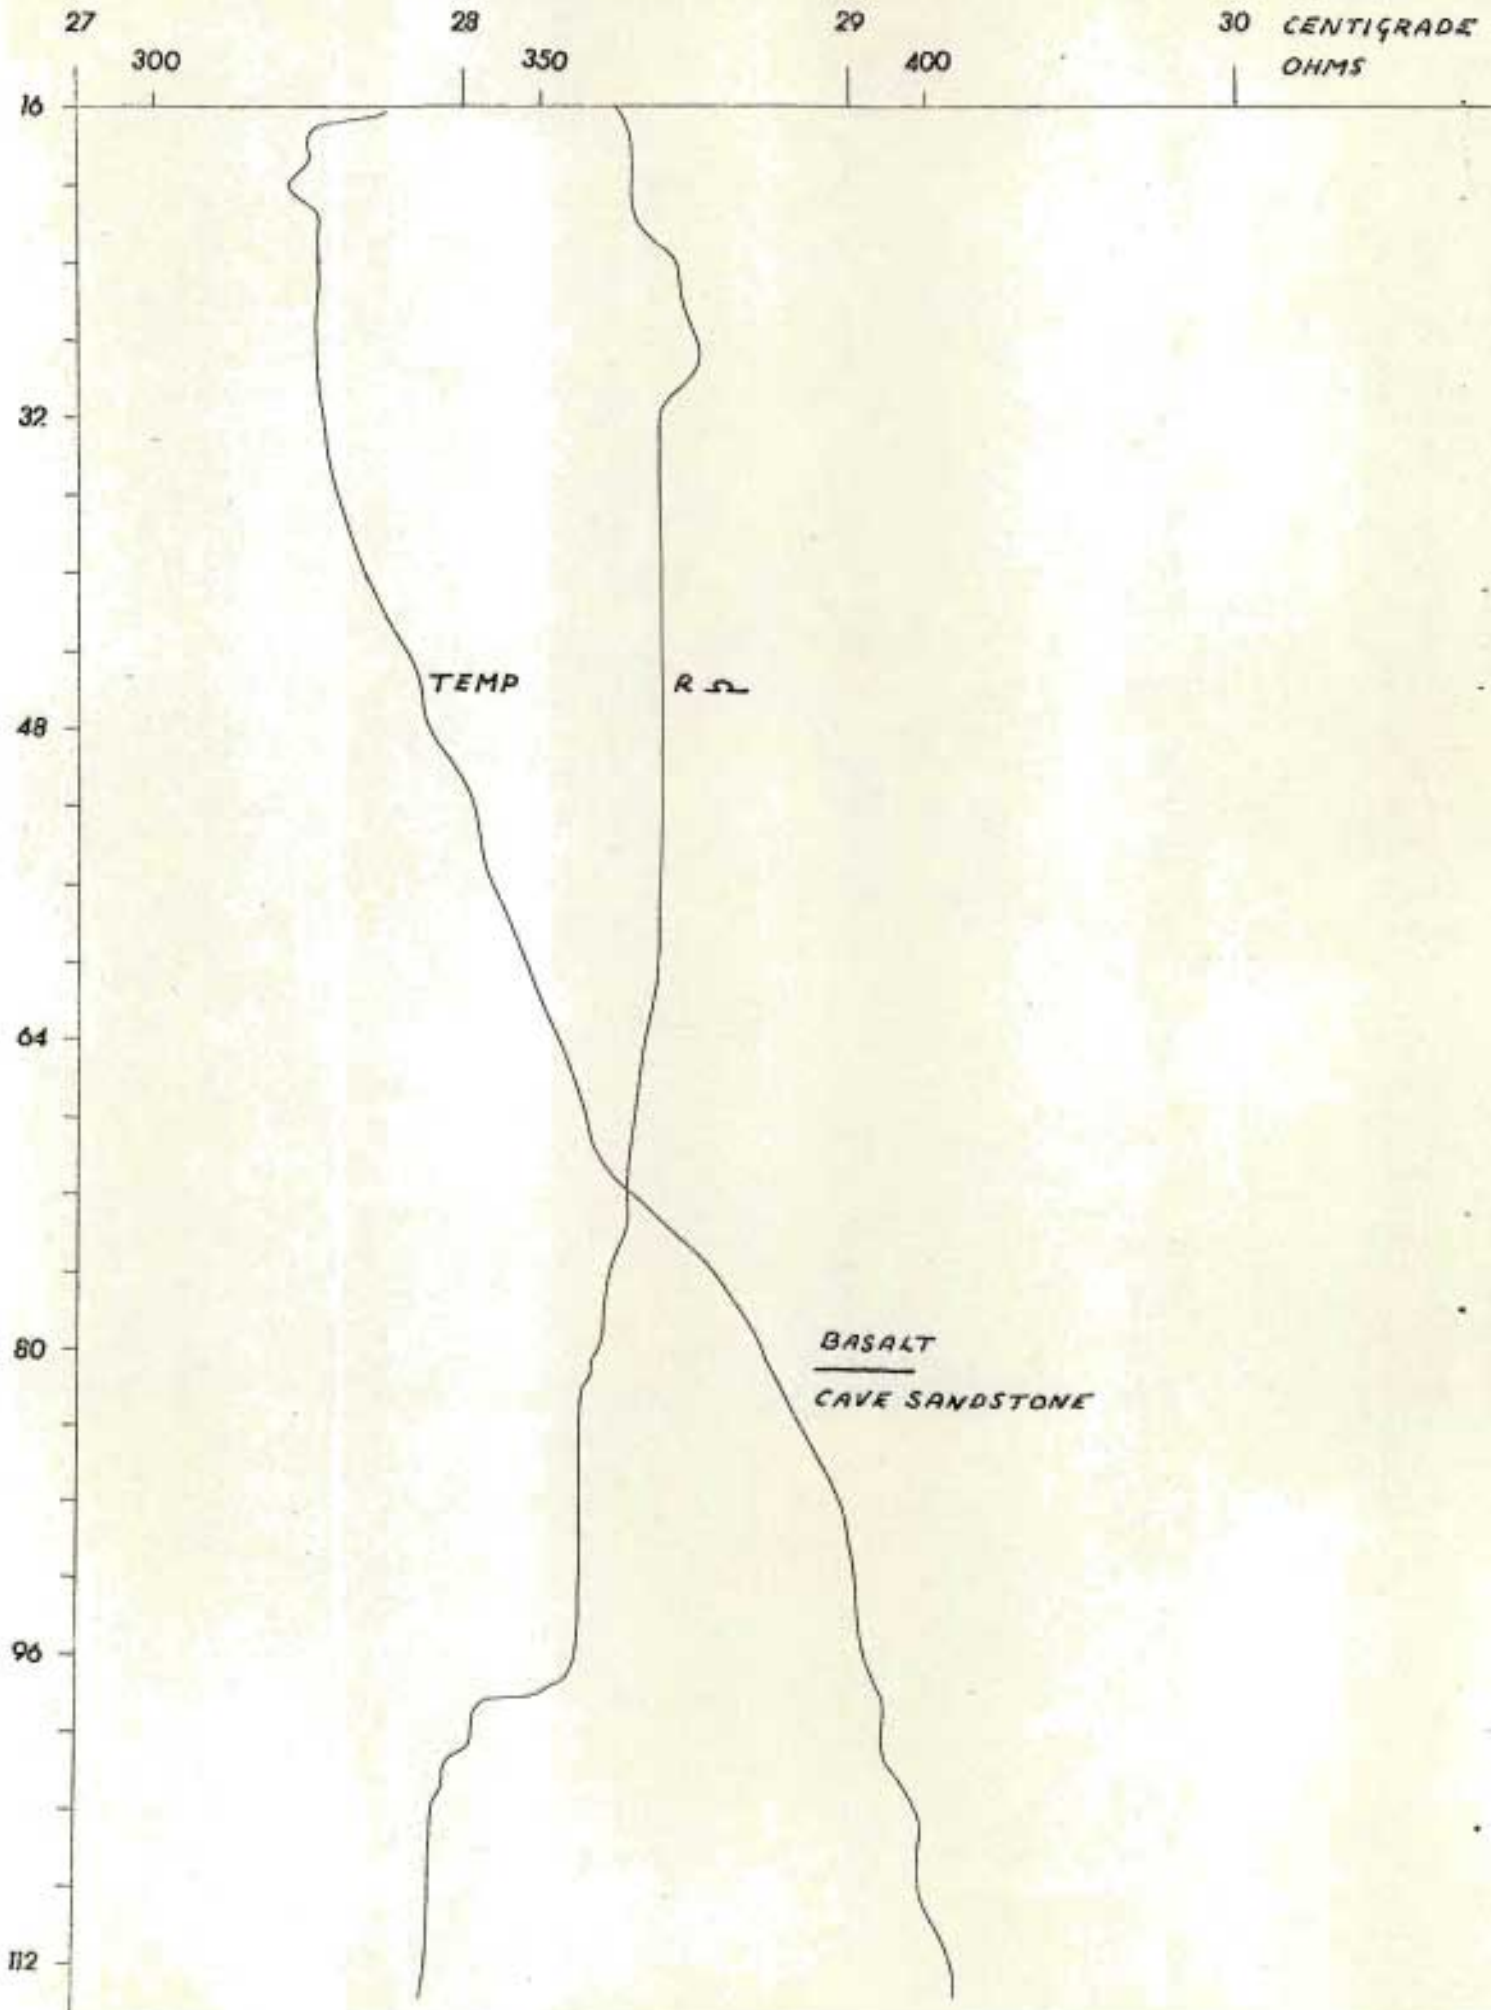 27 28 29 30 CENTIGRADE
300 350 400 OHMS
16
32
TEMP R Ω
48
64
80 BASALT
CAVE SANDSTONE
96
112